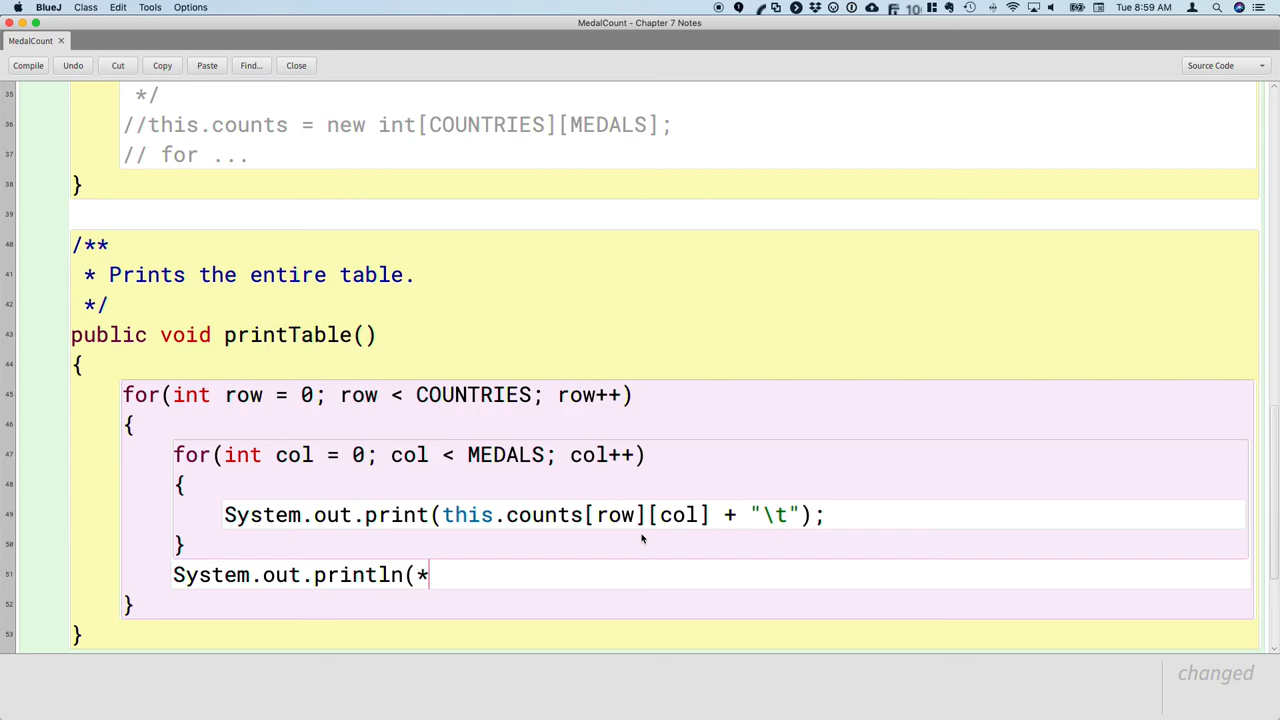 BlueJ Class Edit Tools Options Tue 8:59 AM
MedalCount - Chapter 7 Notes
MedalCount ×
Compile Undo Cut Copy Paste Find... Close Source Code
35 */
36 //this.counts = new int[COUNTRIES][MEDALS];
37 // for ...
38 }
39
40 /**
41 * Prints the entire table.
42 */
43 public void printTable()
44 {
45 for(int row = 0; row < COUNTRIES; row++)
46 {
47 for(int col = 0; col < MEDALS; col++)
48 {
49 System.out.print(this.counts[row][col] + "\t");
50 }
51 System.out.println(*
52 }
53 }
changed